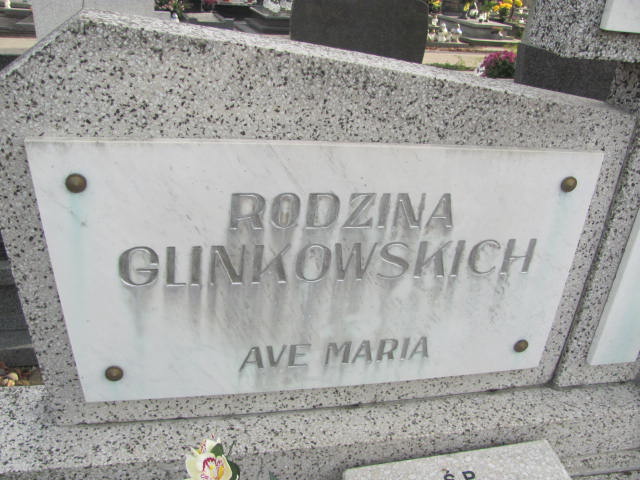 RODZINA
GLINKOWSKICH
AVE MARIA
Ś.P.